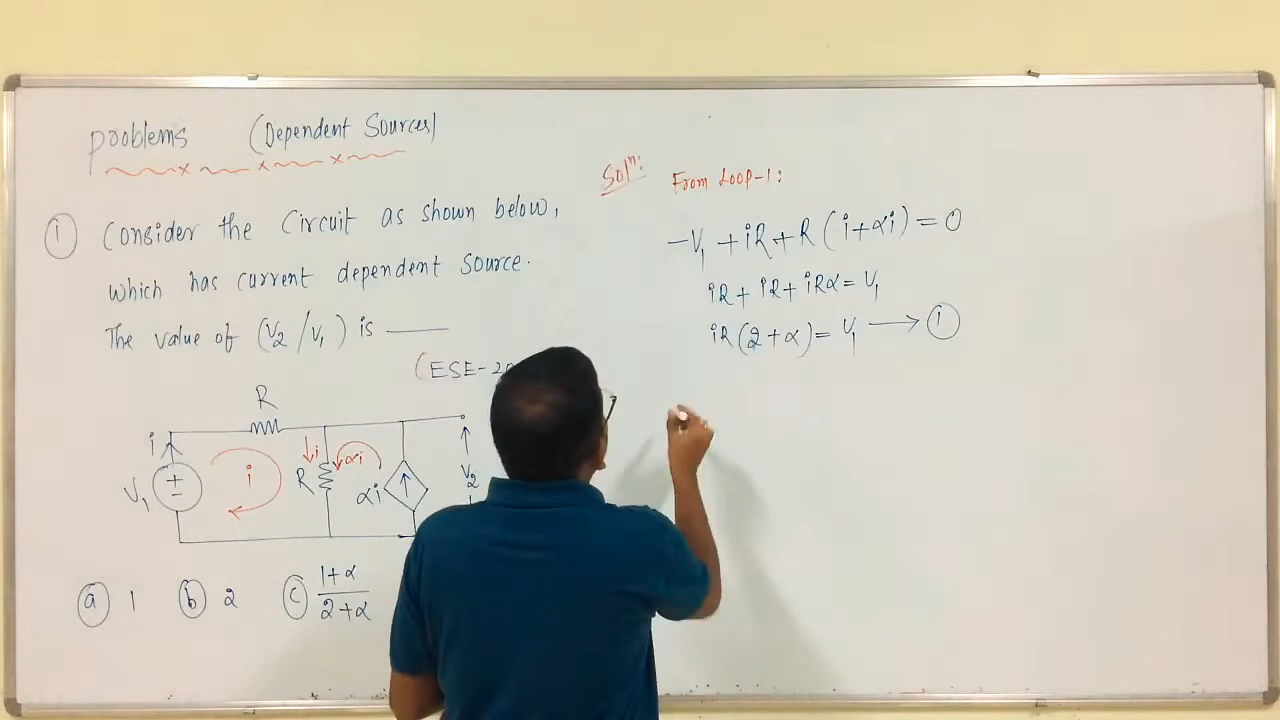 Problems (Dependent Sources)
① Consider the Circuit as shown below,
which has current dependent source.
The value of (V₂/V₁) is ____
(ESE-2
R
i
V₁
+
-
i
i
R
αi
αi
V₂
ⓐ 1 ⓑ 2 ⓒ 1+α / 2+α
Solⁿ: From Loop-1:
-V₁ + iR + R(i+αi) = 0
iR + iR + iRα = V₁
iR(2+α) = V₁ → ①